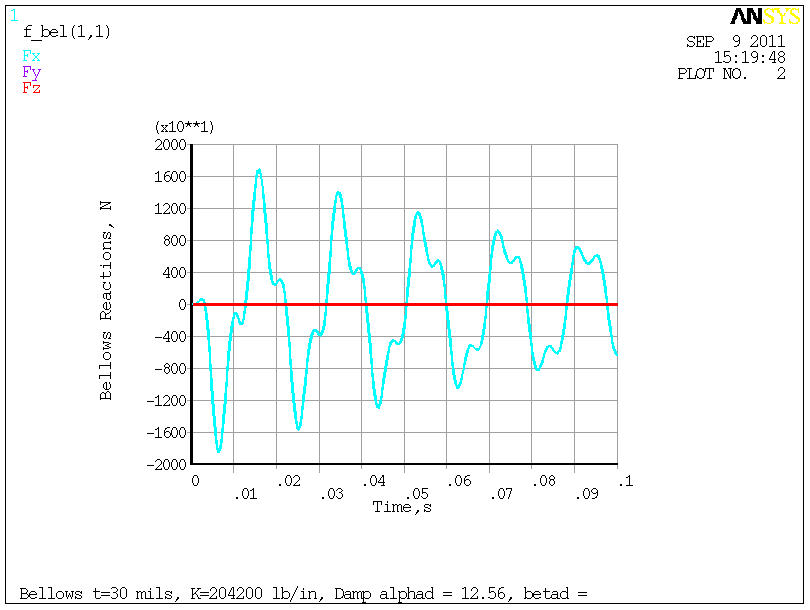 1
ANSYS
f_bel(1,1)
SEP 9 2011
Fx
15:19:48
Fy
PLOT NO. 2
Fz
(x10**1)
2000
1600
1200
800
400
0
-400
-800
-1200
-1600
-2000
Bellows Reactions, N
0 .02 .04 .06 .08 .1
.01 .03 .05 .07 .09
Time,s
Bellows t=30 mils, K=204200 lb/in, Damp alphad = 12.56, betad =